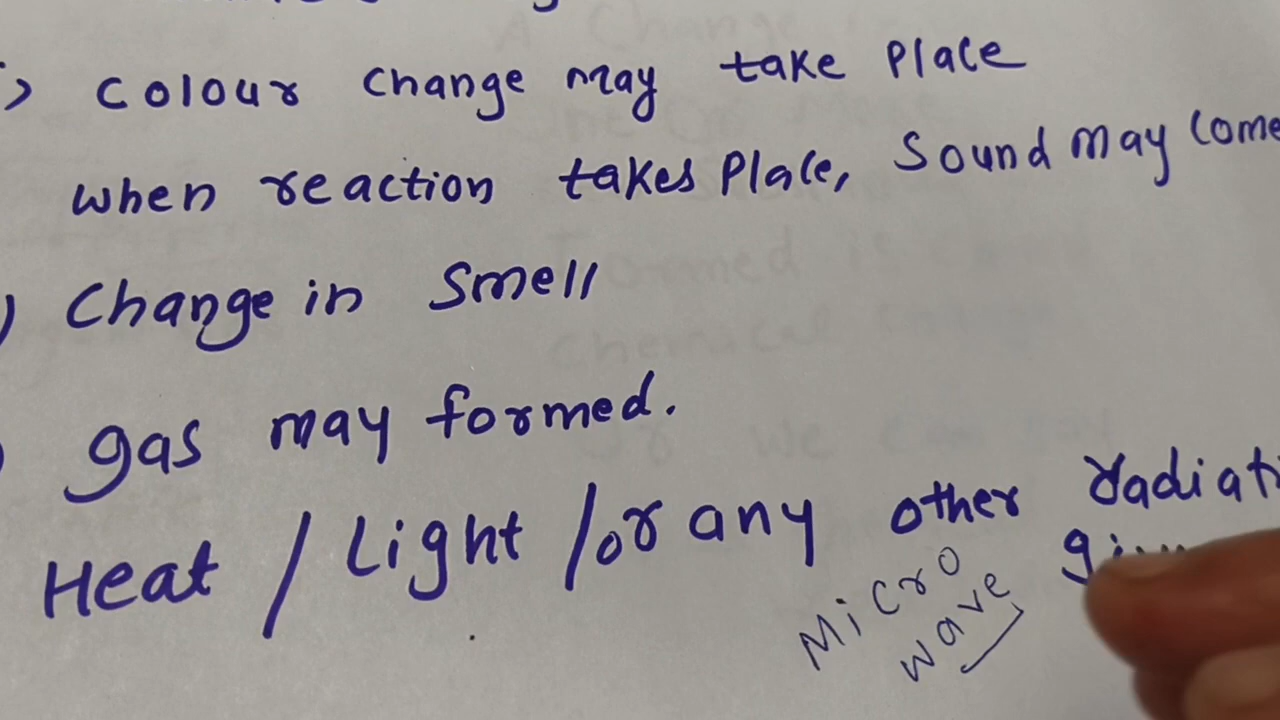 colour change may take place
when reaction takes place, sound may come
Change in smell
gas may formed.
Heat / Light / or any other radiati
Micro
wave